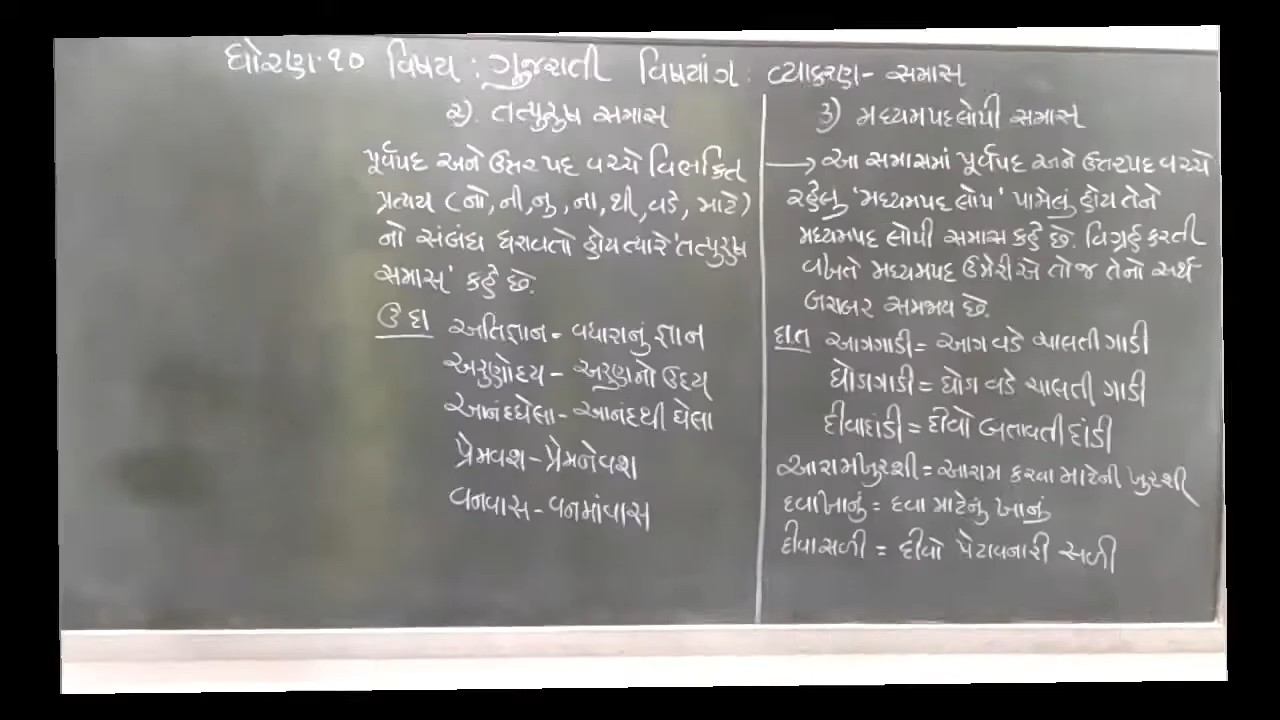 ધોરણ.૧૦ વિષય : ગુજરાતી વિષયાંગ : વ્યાકરણ - સમાસ
૨). તત્પુરુષ સમાસ
પૂર્વપદ અને ઉત્તરપદ વચ્ચે વિભક્તિ
પ્રત્યય (નો, ની, નુ, ના, થી, વડે, માટે)
નો સંબંધ ધરાવતો હોય ત્યારે 'તત્પુરુષ
સમાસ' કહે છે.
ઉદા અતિજ્ઞાન - વધારાનું જ્ઞાન
અરુણોદય - અરુણનો ઉદય
આનંદઘેલા - આનંદથી ઘેલા
પ્રેમવશ - પ્રેમનેવશ
વનવાસ - વનમાંવાસ
૩) મધ્યમપદલોપી સમાસ
→ આ સમાસમાં પૂર્વપદ અને ઉત્તરપદ વચ્ચે
રહેલુ 'મધ્યમપદ લોપ' પામેલું હોય તેને
મધ્યમપદ લોપી સમાસ કહે છે. વિગ્રહ કરતી
વખતે મધ્યમપદ ઉમેરીએ તો જ તેનો અર્થ
બરાબર સમજાય છે.
દા.ત આગગાડી = આગ વડે ચાલતી ગાડી
ઘોડાગાડી = ઘોડા વડે ચાલતી ગાડી
દીવાદાંડી = દીવો બતાવતી દાંડી
આરામખુરશી = આરામ કરવા માટેની ખુરશી
દવાખાનું = દવા માટેનું ખાનું
દીવાસળી = દીવો પેટાવનારી સળી